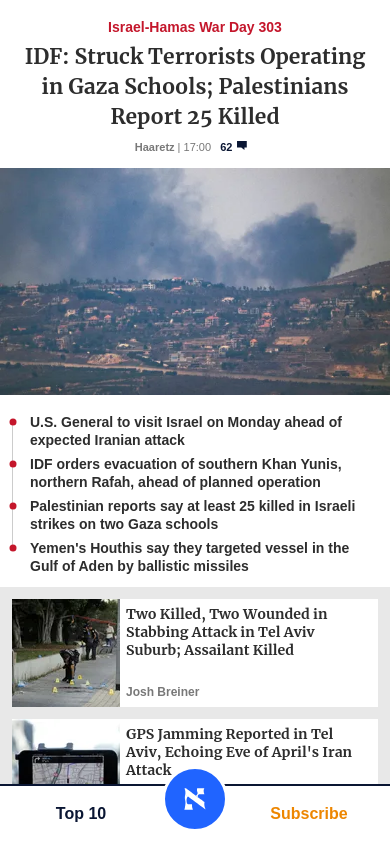 Israel-Hamas War Day 303
IDF: Struck Terrorists Operating
in Gaza Schools; Palestinians
Report 25 Killed
Haaretz | 17:00 62
U.S. General to visit Israel on Monday ahead of
expected Iranian attack
IDF orders evacuation of southern Khan Yunis,
northern Rafah, ahead of planned operation
Palestinian reports say at least 25 killed in Israeli
strikes on two Gaza schools
Yemen's Houthis say they targeted vessel in the
Gulf of Aden by ballistic missiles
Two Killed, Two Wounded in
Stabbing Attack in Tel Aviv
Suburb; Assailant Killed
Josh Breiner
GPS Jamming Reported in Tel
Aviv, Echoing Eve of April's Iran
Attack
Top 10
Subscribe